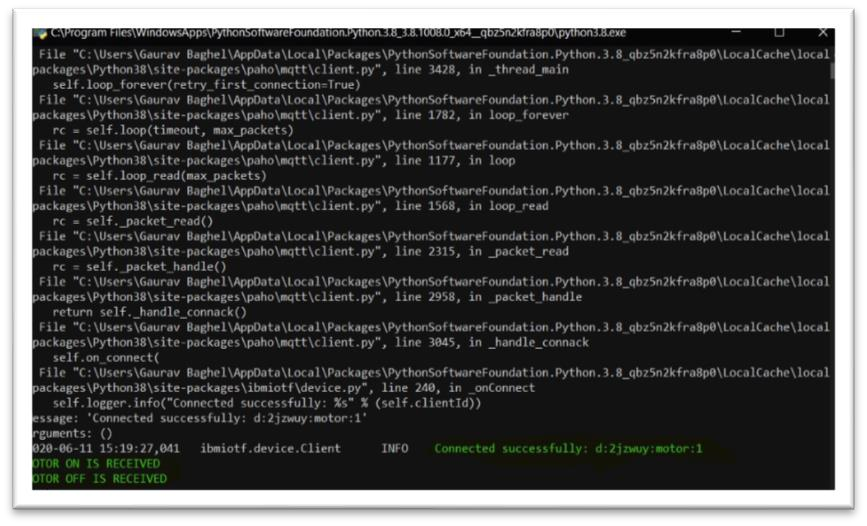 C:\Program Files\WindowsApps\PythonSoftwareFoundation.Python.3.8_3.8.1008.0_x64__qbz5n2kfra8p0\python3.8.exe
File "C:\Users\Gaurav Baghel\AppData\Local\Packages\PythonSoftwareFoundation.Python.3.8_qbz5n2kfra8p0\LocalCache\local
packages\Python38\site-packages\paho\mqtt\client.py", line 3428, in _thread_main
self.loop_forever(retry_first_connection=True)
File "C:\Users\Gaurav Baghel\AppData\Local\Packages\PythonSoftwareFoundation.Python.3.8_qbz5n2kfra8p0\LocalCache\local
packages\Python38\site-packages\paho\mqtt\client.py", line 1782, in loop_forever
rc = self.loop(timeout, max_packets)
File "C:\Users\Gaurav Baghel\AppData\Local\Packages\PythonSoftwareFoundation.Python.3.8_qbz5n2kfra8p0\LocalCache\local
packages\Python38\site-packages\paho\mqtt\client.py", line 1177, in loop
rc = self.loop_read(max_packets)
File "C:\Users\Gaurav Baghel\AppData\Local\Packages\PythonSoftwareFoundation.Python.3.8_qbz5n2kfra8p0\LocalCache\local
packages\Python38\site-packages\paho\mqtt\client.py", line 1568, in loop_read
rc = self._packet_read()
File "C:\Users\Gaurav Baghel\AppData\Local\Packages\PythonSoftwareFoundation.Python.3.8_qbz5n2kfra8p0\LocalCache\local
packages\Python38\site-packages\paho\mqtt\client.py", line 2315, in _packet_read
rc = self._packet_handle()
File "C:\Users\Gaurav Baghel\AppData\Local\Packages\PythonSoftwareFoundation.Python.3.8_qbz5n2kfra8p0\LocalCache\local
packages\Python38\site-packages\paho\mqtt\client.py", line 2958, in _packet_handle
return self._handle_connack()
File "C:\Users\Gaurav Baghel\AppData\Local\Packages\PythonSoftwareFoundation.Python.3.8_qbz5n2kfra8p0\LocalCache\local
packages\Python38\site-packages\paho\mqtt\client.py", line 3045, in _handle_connack
self.on_connect(
File "C:\Users\Gaurav Baghel\AppData\Local\Packages\PythonSoftwareFoundation.Python.3.8_qbz5n2kfra8p0\LocalCache\local
packages\Python38\site-packages\ibmiotf\device.py", line 240, in _onConnect
self.logger.info("Connected successfully: %s" % (self.clientId))
essage: 'Connected successfully: d:2jzwuy:motor:1'
rguments: ()
020-06-11 15:19:27,041 ibmiotf.device.Client INFO Connected successfully: d:2jzwuy:motor:1
OTOR ON IS RECEIVED
OTOR OFF IS RECEIVED